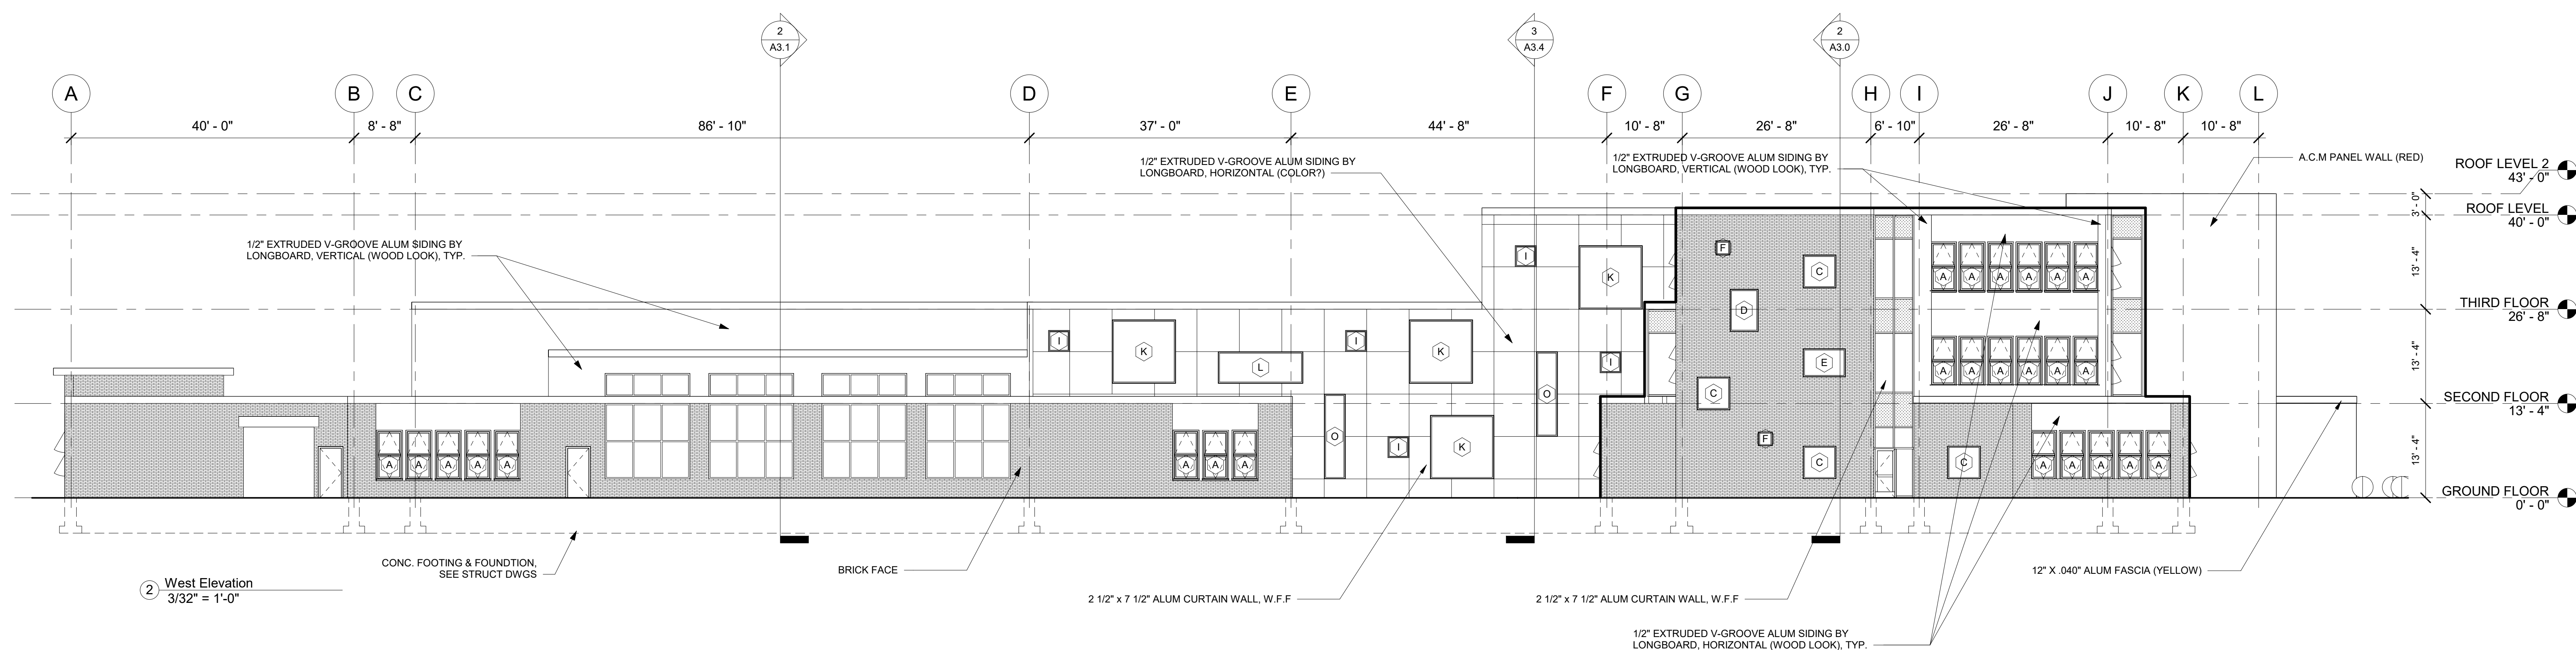 2
A3.1
3
A3.4
2
A3.0
A
B
C
D
E
F
G
H
I
J
K
L
40' - 0"
8' - 8"
86' - 10"
37' - 0"
44' - 8"
10' - 8"
26' - 8"
6' - 10"
26' - 8"
10' - 8"
10' - 8"
1/2" EXTRUDED V-GROOVE ALUM SIDING BY
LONGBOARD, HORIZONTAL (COLOR?)
1/2" EXTRUDED V-GROOVE ALUM SIDING BY
LONGBOARD, VERTICAL (WOOD LOOK), TYP.
A.C.M PANEL WALL (RED)
1/2" EXTRUDED V-GROOVE ALUM SIDING BY
LONGBOARD, VERTICAL (WOOD LOOK), TYP.
ROOF LEVEL 2
43' - 0"
3' - 0"
ROOF LEVEL
40' - 0"
13' - 4"
THIRD FLOOR
26' - 8"
13' - 4"
SECOND FLOOR
13' - 4"
13' - 4"
GROUND FLOOR
0' - 0"
I
K
F
C
A A A A A A
D
I
K
L
I
K
I
E
A A A A A A
O
C
O
I
K
F
A A A A A
A A A
C
C
A A A A A
CONC. FOOTING & FOUNDTION,
SEE STRUCT DWGS
BRICK FACE
2 1/2" x 7 1/2" ALUM CURTAIN WALL, W.F.F
2 1/2" x 7 1/2" ALUM CURTAIN WALL, W.F.F
12" X .040" ALUM FASCIA (YELLOW)
1/2" EXTRUDED V-GROOVE ALUM SIDING BY
LONGBOARD, HORIZONTAL (WOOD LOOK), TYP.
2
West Elevation
3/32" = 1'-0"